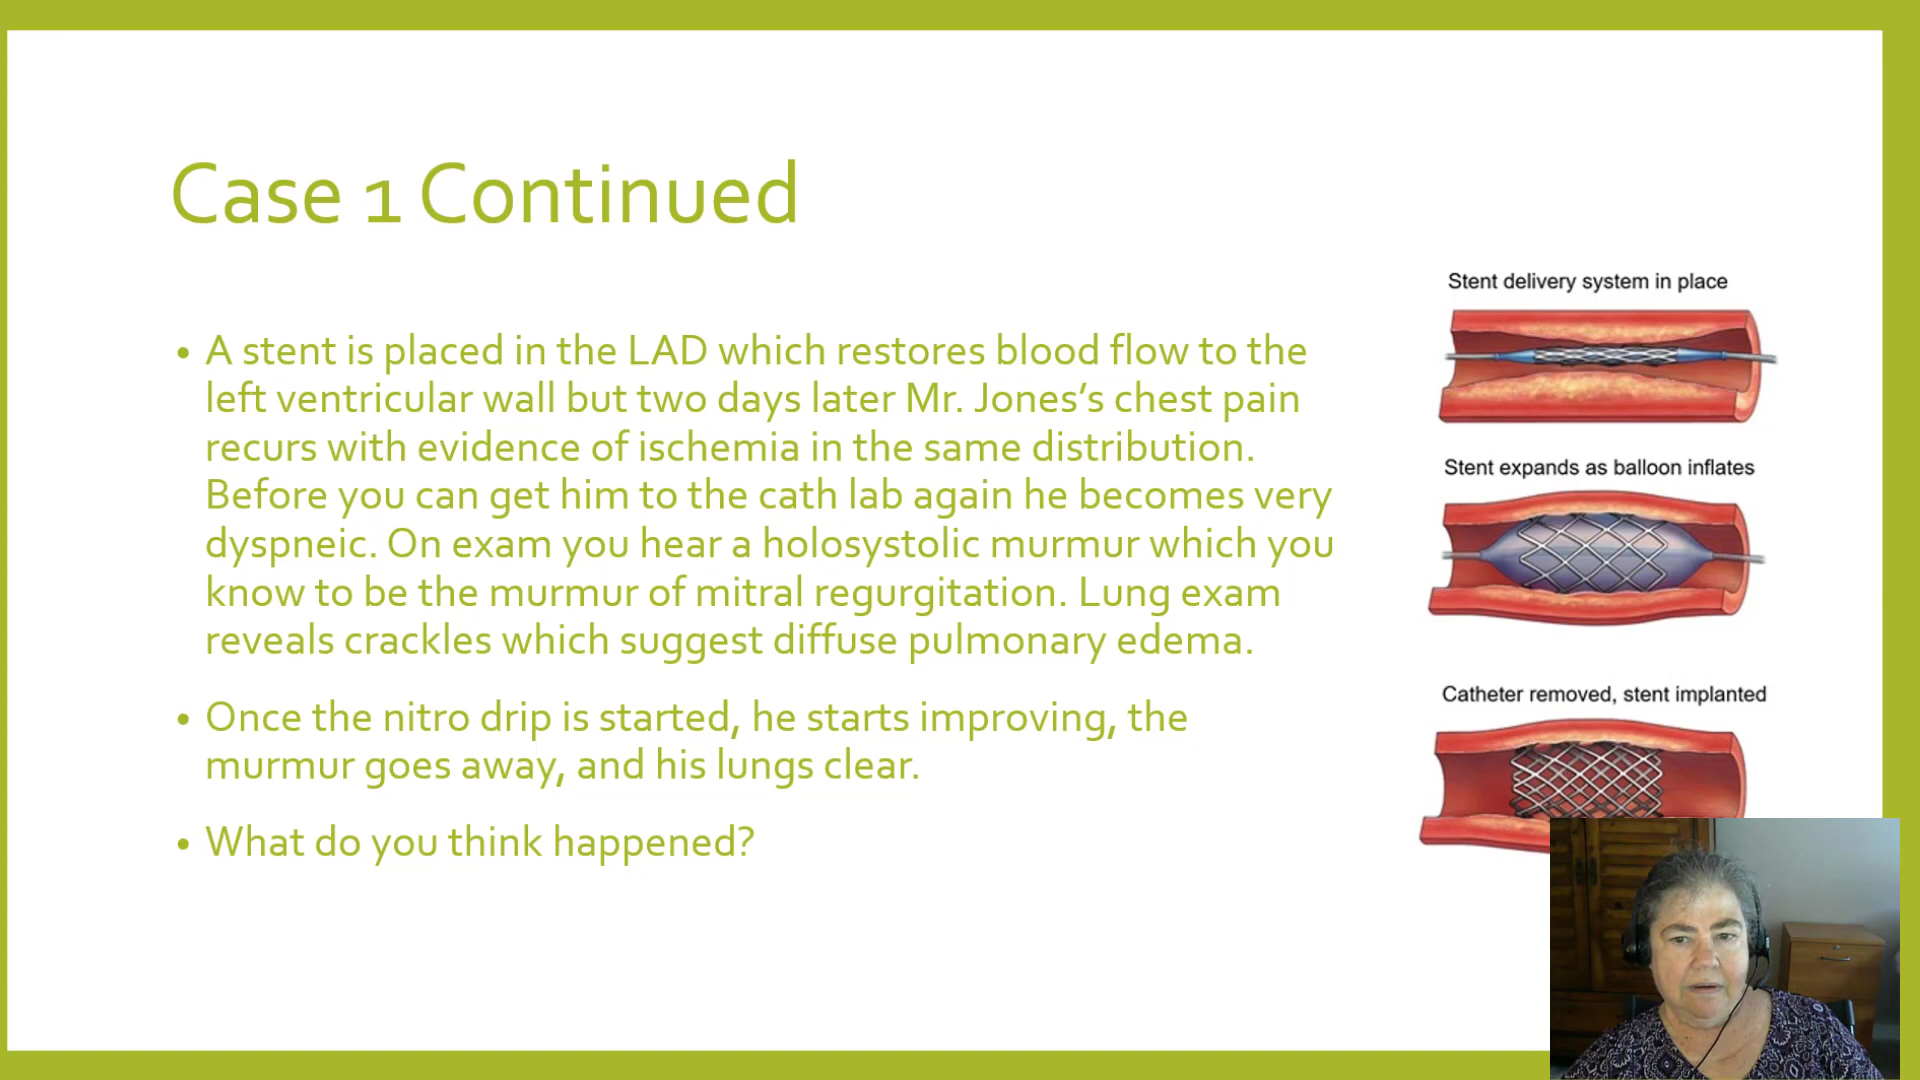 Case 1 Continued
• A stent is placed in the LAD which restores blood flow to the
left ventricular wall but two days later Mr. Jones’s chest pain
recurs with evidence of ischemia in the same distribution.
Before you can get him to the cath lab again he becomes very
dyspneic. On exam you hear a holosystolic murmur which you
know to be the murmur of mitral regurgitation. Lung exam
reveals crackles which suggest diffuse pulmonary edema.
• Once the nitro drip is started, he starts improving, the
murmur goes away, and his lungs clear.
• What do you think happened?
Stent delivery system in place
Stent expands as balloon inflates
Catheter removed, stent implanted